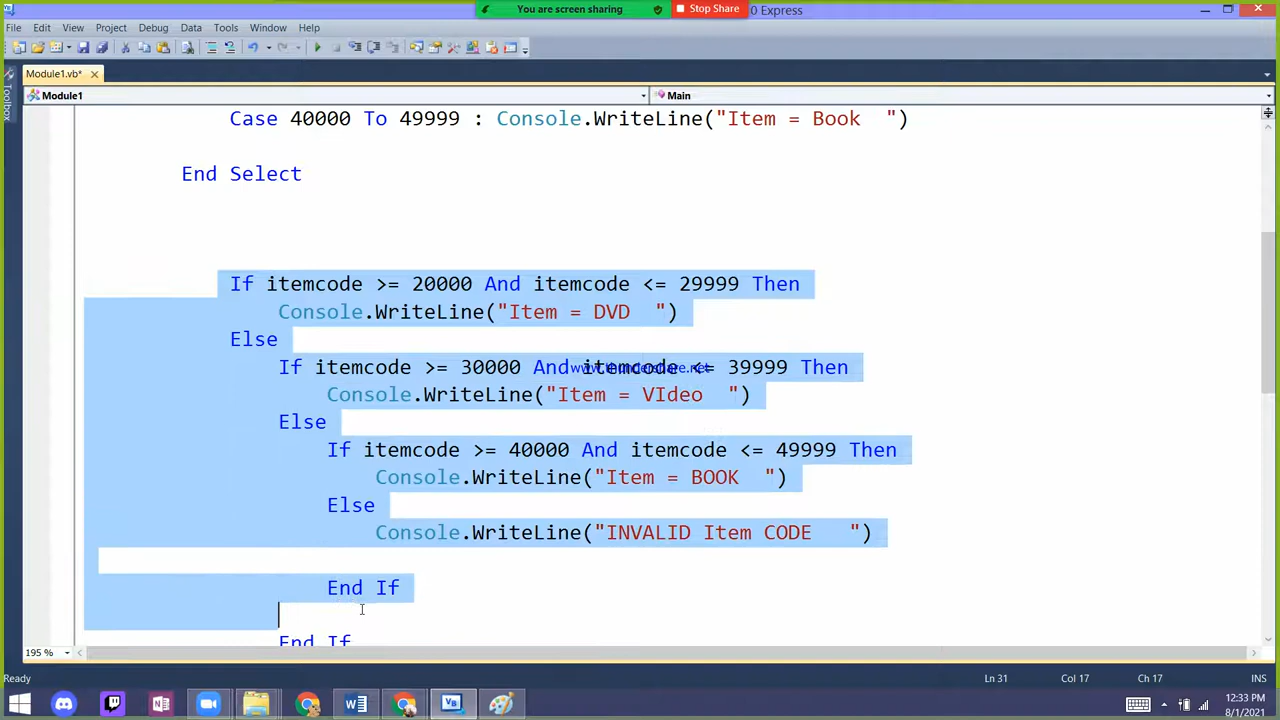 You are screen sharing Stop Share 0 Express
File Edit View Project Debug Data Tools Window Help
Module1.vb*
Toolbox
Module1 Main
Case 40000 To 49999 : Console.WriteLine("Item = Book  ")
End Select
If itemcode >= 20000 And itemcode <= 29999 Then
Console.WriteLine("Item = DVD  ")
Else
If itemcode >= 30000 And itemcode <= 39999 Then
www.thundershare.net
Console.WriteLine("Item = VIdeo  ")
Else
If itemcode >= 40000 And itemcode <= 49999 Then
Console.WriteLine("Item = BOOK  ")
Else
Console.WriteLine("INVALID Item CODE   ")
End If
End If
195 %
Ready Ln 31 Col 17 Ch 17 INS
12:33 PM
8/1/2021